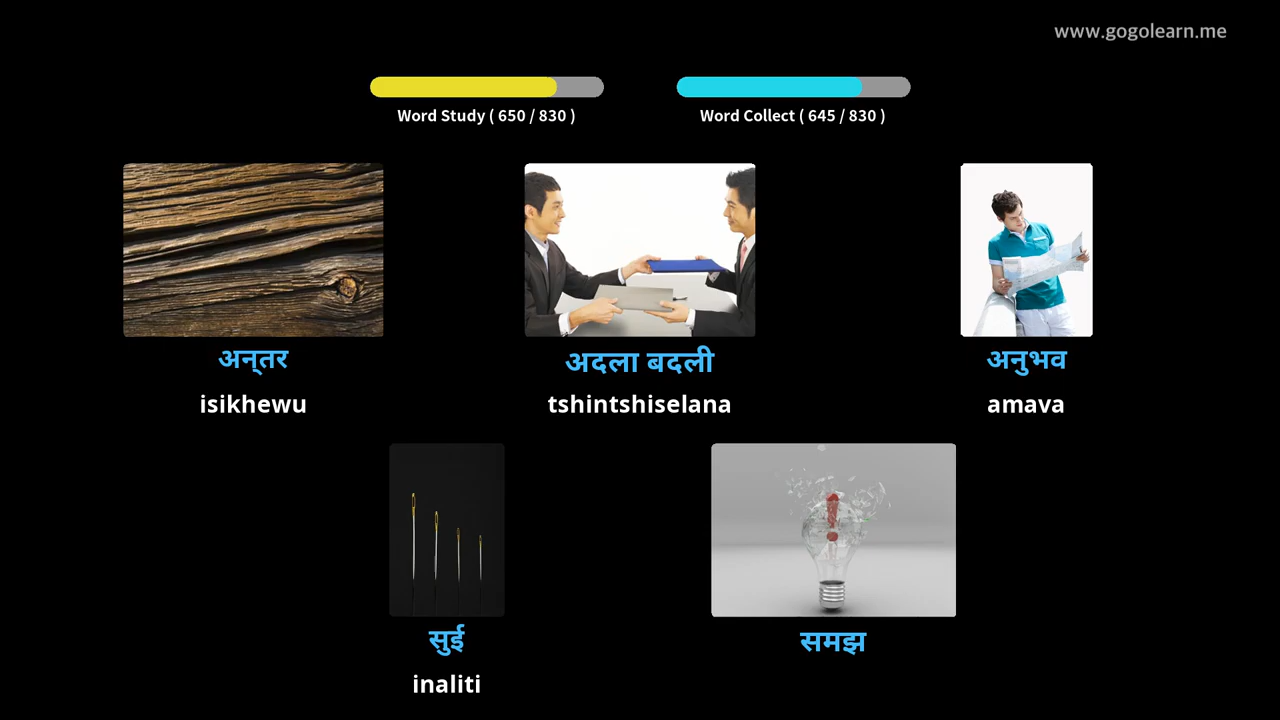 www.gogolearn.me
Word Study ( 650 / 830 )
Word Collect ( 645 / 830 )
अन्‌तर
अदला बदली
अनुभव
isikhewu
tshintshiselana
amava
सुई
समझ
inaliti